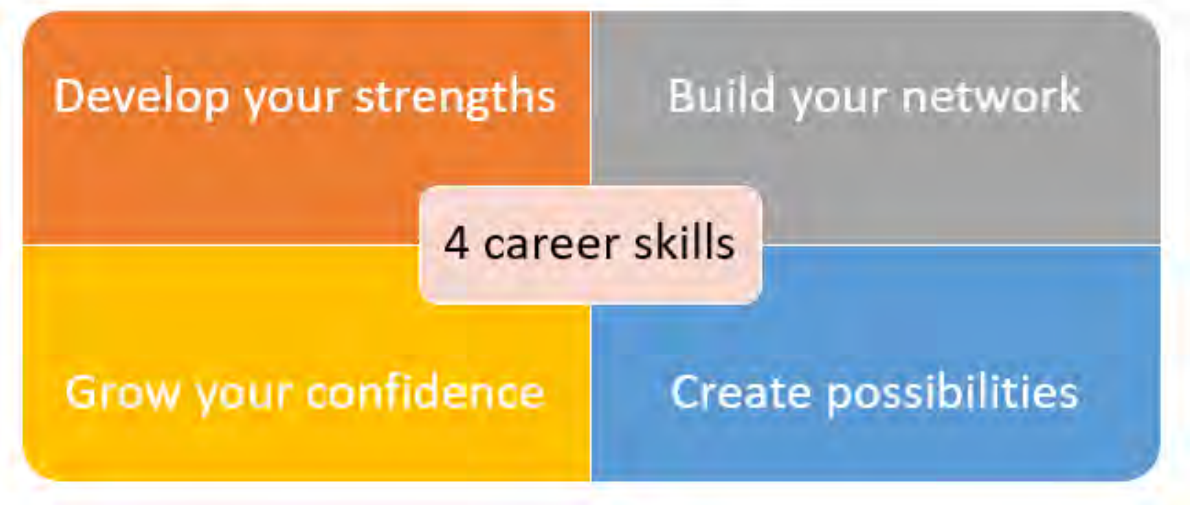 Develop your strengths
Build your network
4 career skills
Grow your confidence
Create possibilities